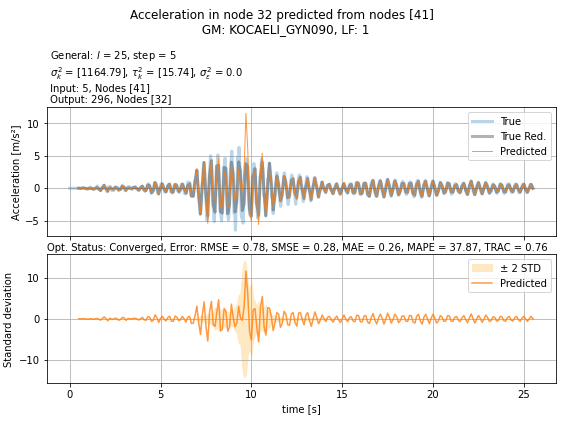 Acceleration in node 32 predicted from nodes [41]
GM: KOCAELI_GYN090, LF: 1
General: l = 25, step = 5
σ²ₖ = [1164.79], τ²ₖ = [15.74], σ²ε = 0.0
Input: 5, Nodes [41]
Output: 296, Nodes [32]
Acceleration [m/s²]
10
5
0
−5
True
True Red.
Predicted
Opt. Status: Converged, Error: RMSE = 0.78, SMSE = 0.28, MAE = 0.26, MAPE = 37.87, TRAC = 0.76
Standard deviation
10
0
−10
± 2 STD
Predicted
0 5 10 15 20 25
time [s]